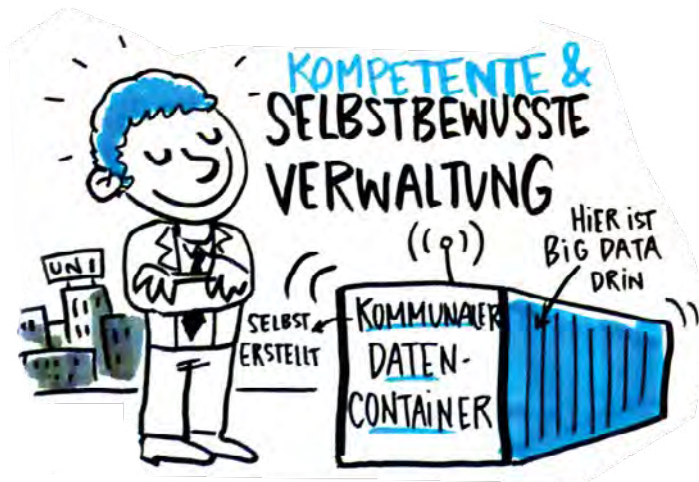 KOMPETENTE &
SELBSTBEWUSSTE
VERWALTUNG
HiER iST
BiG DATA
DRiN
UNI
SELBST
ERSTELLT
KOMMUNALER
DATEN-
CONTAiNER